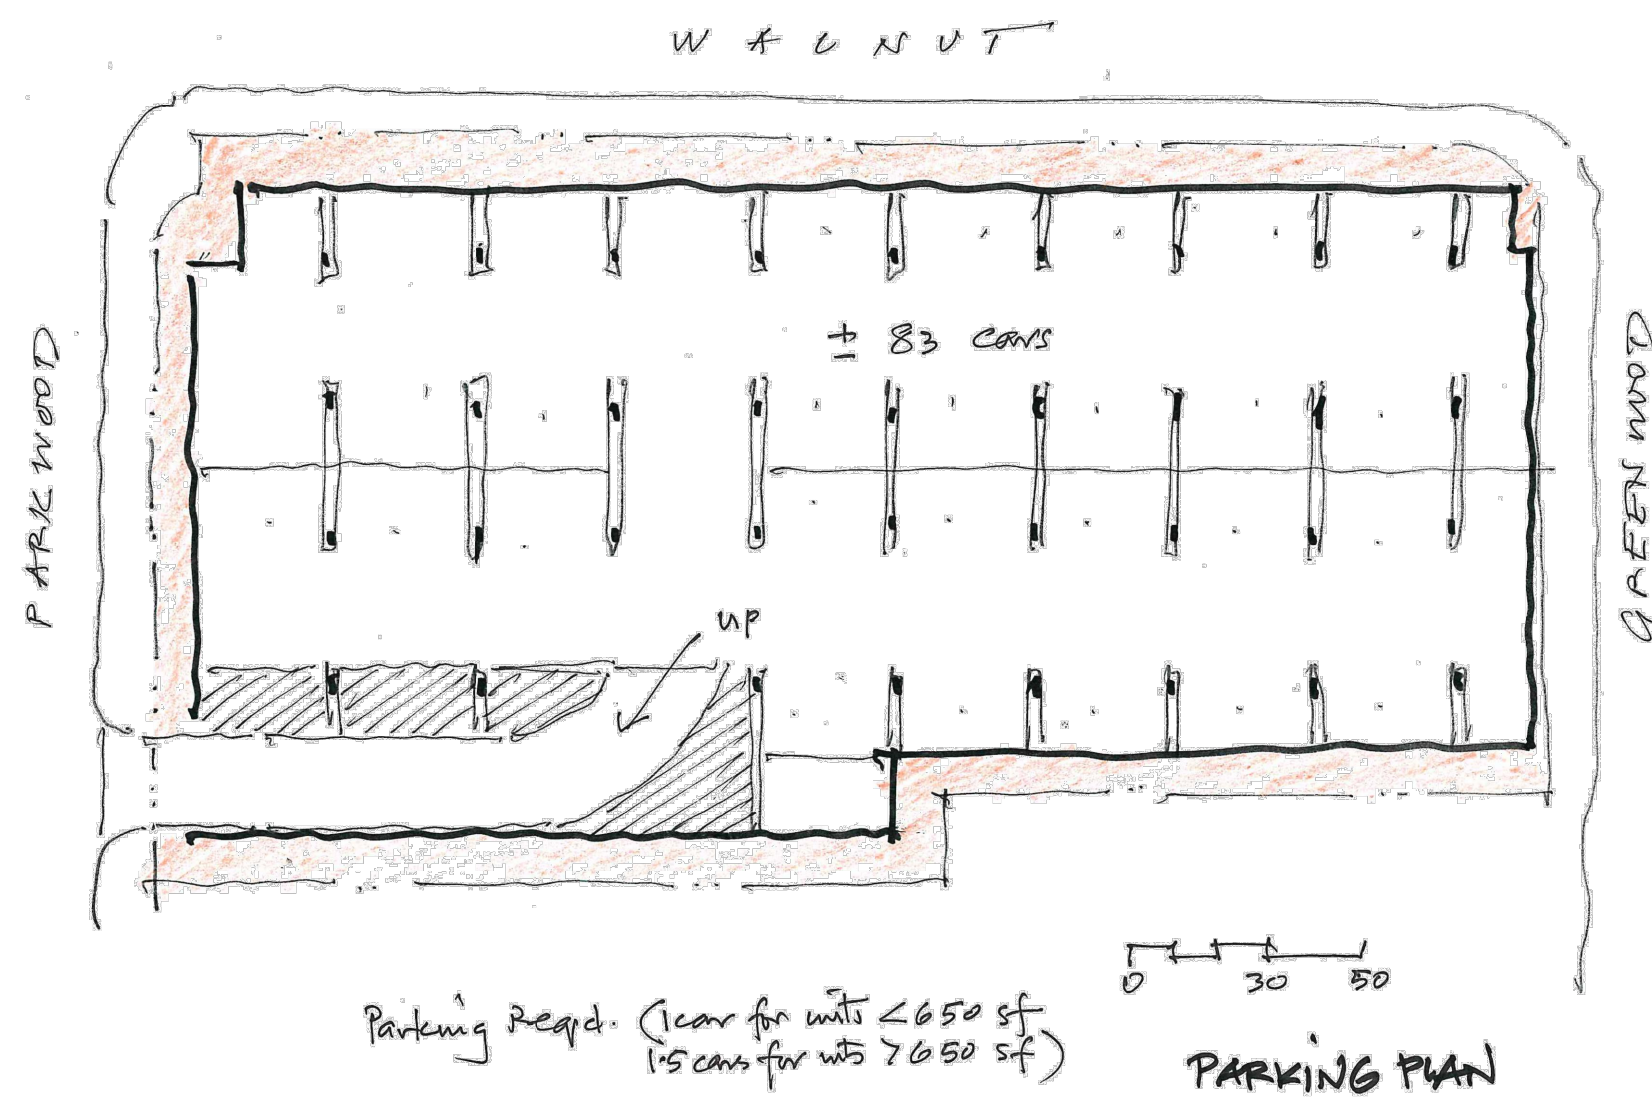 WALNUT
± 83 cars
PARKWOOD
GREENWOOD
UP
0 30 50
Parking Reqd. (1 car for units <650 sf
1.5 cars for uts >650 sf)
PARKING PLAN